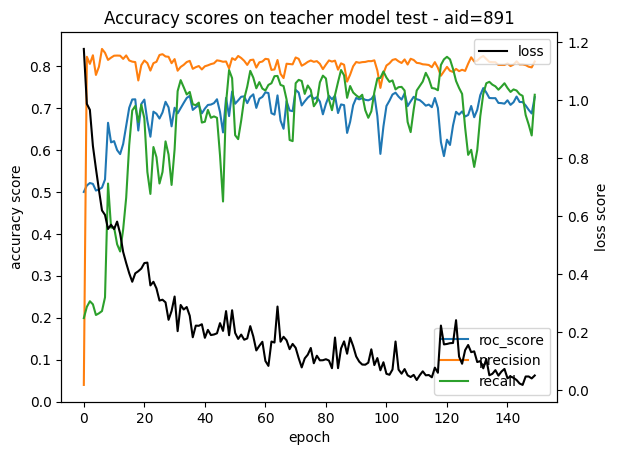 Accuracy scores on teacher model test - aid=891
accuracy score
0.8
0.7
0.6
0.5
0.4
0.3
0.2
0.1
0.0
loss
1.2
1.0
0.8
0.6
0.4
0.2
0.0
loss score
roc_score
precision
recall
0 20 40 60 80 100 120 140
epoch